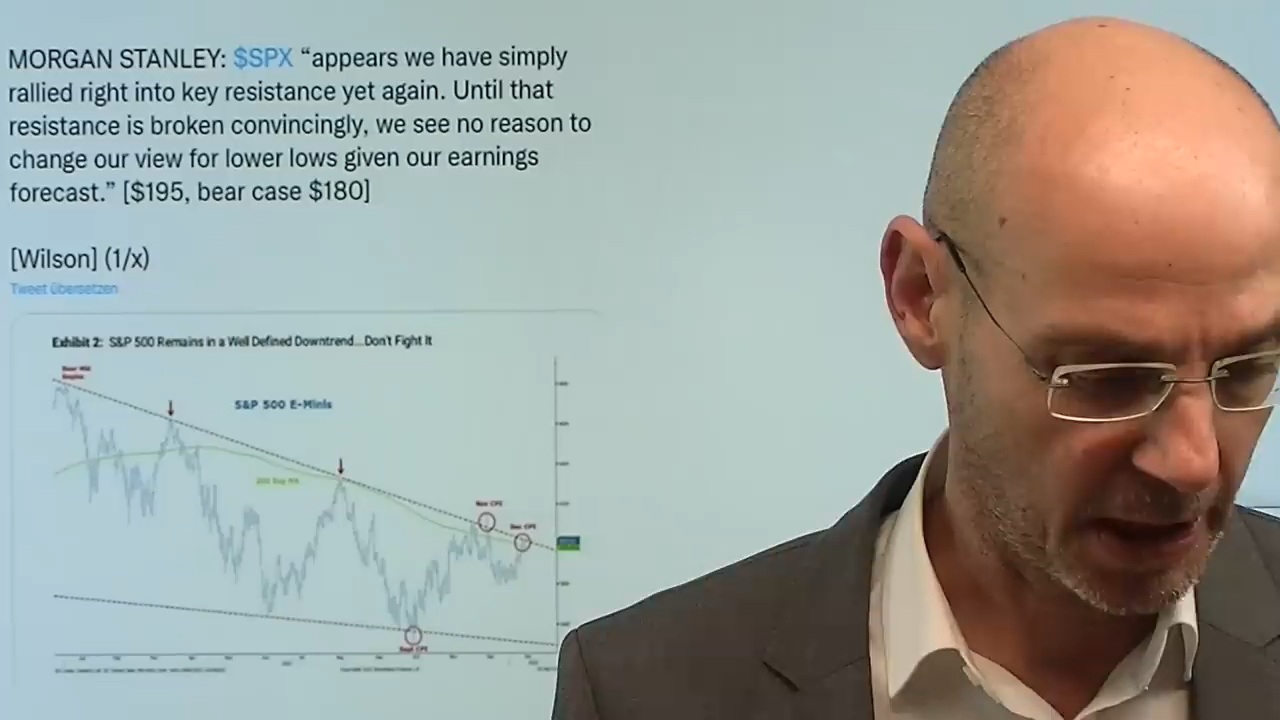 MORGAN STANLEY: $SPX “appears we have simply
rallied right into key resistance yet again. Until that
resistance is broken convincingly, we see no reason to
change our view for lower lows given our earnings
forecast.” [$195, bear case $180]
[Wilson] (1/x)
Tweet übersetzen
Exhibit 2: S&P 500 Remains in a Well Defined Downtrend...Don't Fight It
S&P 500 E-Minis
200 Day MA
Nov CPI
Dec CPI
Sept CPI